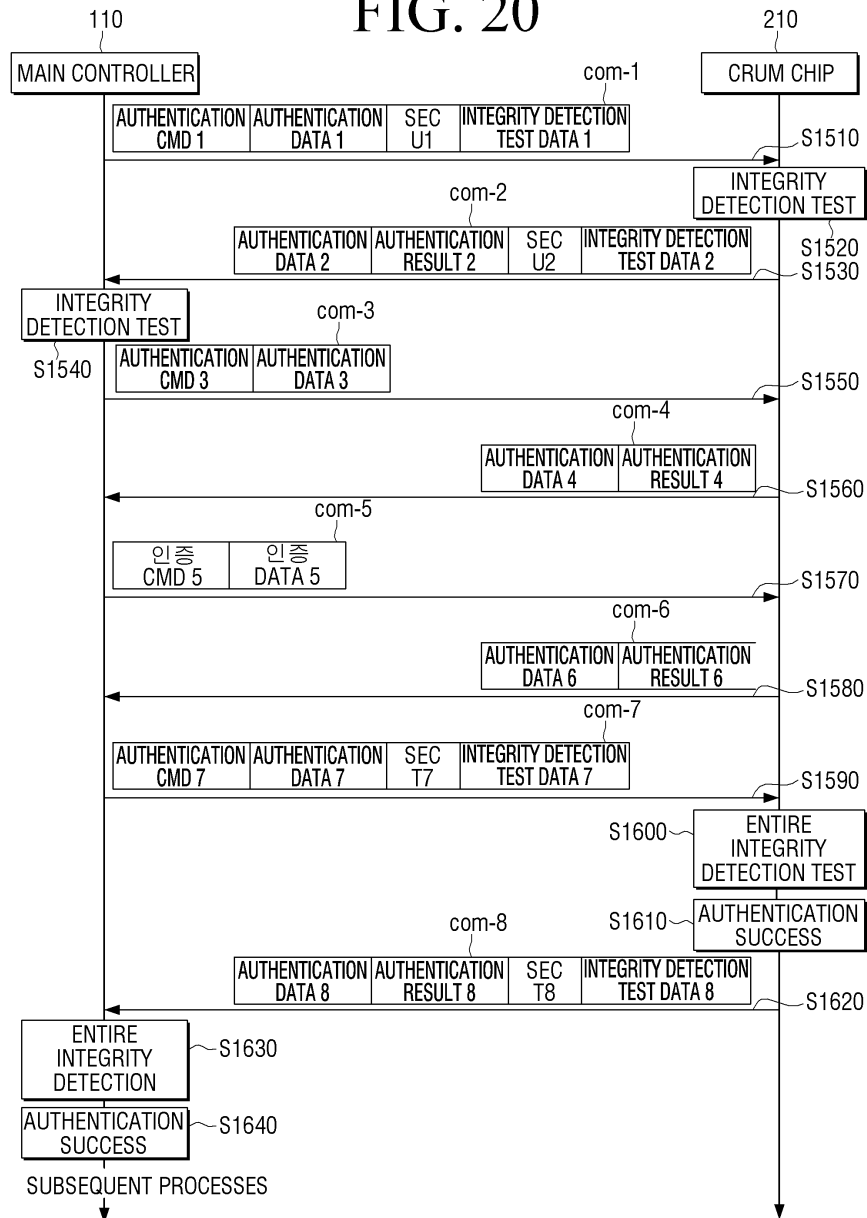 FIG. 20
110
210
MAIN CONTROLLER
CRUM CHIP
com-1
AUTHENTICATION CMD 1
AUTHENTICATION DATA 1
SEC U1
INTEGRITY DETECTION TEST DATA 1
S1510
INTEGRITY
DETECTION TEST
S1520
com-2
AUTHENTICATION DATA 2
AUTHENTICATION RESULT 2
SEC U2
INTEGRITY DETECTION TEST DATA 2
S1530
INTEGRITY
DETECTION TEST
S1540
com-3
AUTHENTICATION CMD 3
AUTHENTICATION DATA 3
S1550
com-4
AUTHENTICATION DATA 4
AUTHENTICATION RESULT 4
S1560
com-5
인증 CMD 5
인증 DATA 5
S1570
com-6
AUTHENTICATION DATA 6
AUTHENTICATION RESULT 6
S1580
com-7
AUTHENTICATION CMD 7
AUTHENTICATION DATA 7
SEC T7
INTEGRITY DETECTION TEST DATA 7
S1590
S1600
ENTIRE
INTEGRITY
DETECTION TEST
S1610
AUTHENTICATION
SUCCESS
com-8
AUTHENTICATION DATA 8
AUTHENTICATION RESULT 8
SEC T8
INTEGRITY DETECTION TEST DATA 8
S1620
ENTIRE
INTEGRITY
DETECTION
S1630
AUTHENTICATION
SUCCESS
S1640
SUBSEQUENT PROCESSES